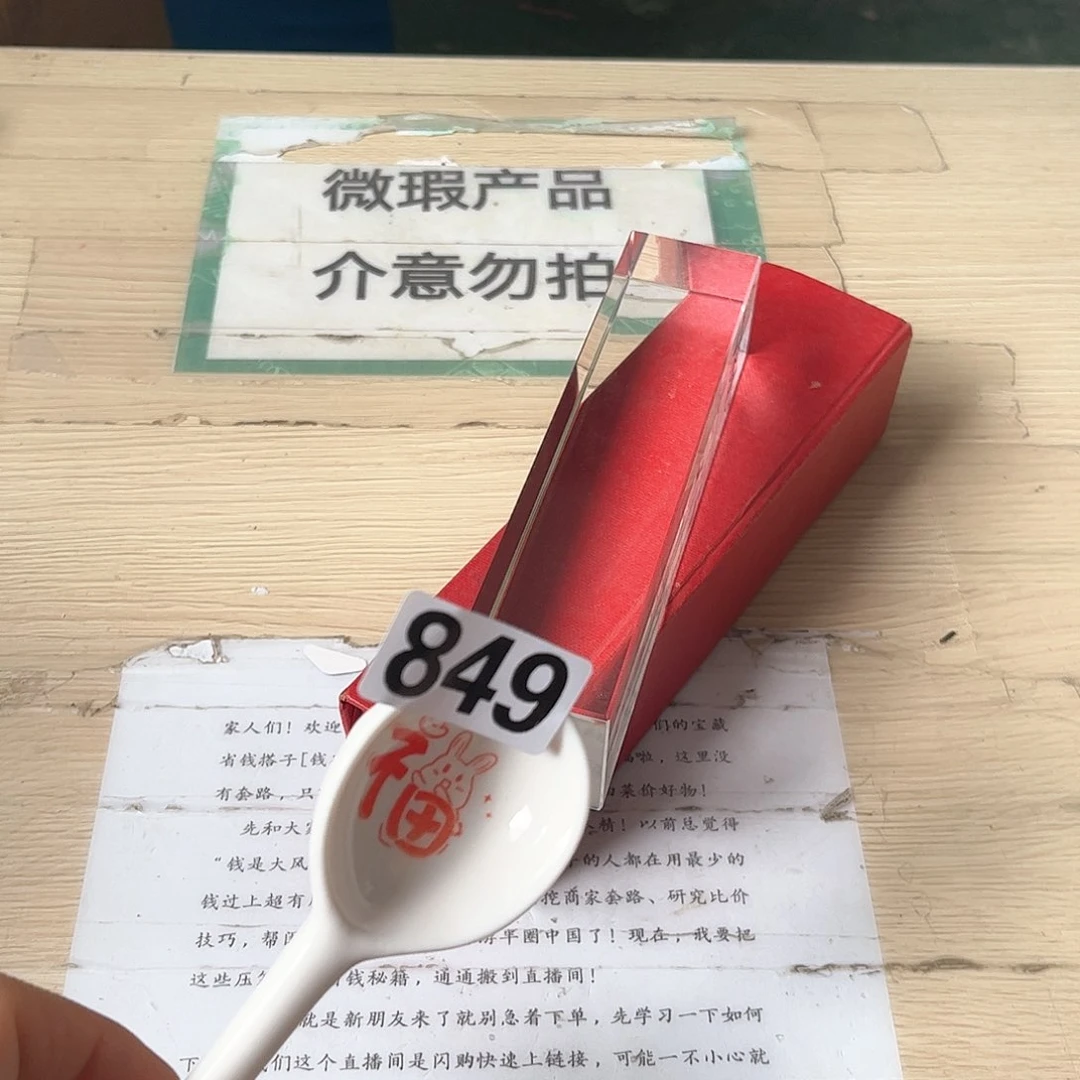 微瑕产品
介意勿拍
849
福
家人们！欢迎 们的宝藏
省钱搭子[钱 啦，这里没
有套路，只 菜价好物！
先和大家 精！以前总觉得
“钱是大风 的人都在用最少的
钱过上超有 挖商家套路、研究比价
技巧，帮 半圈中国了！现在，我要把
这些压 钱秘籍，通通搬到直播间！
就是新朋友来了就别急着下单，先学习一下如何
下 们这个直播间是闪购快速上链接，可能一不小心就